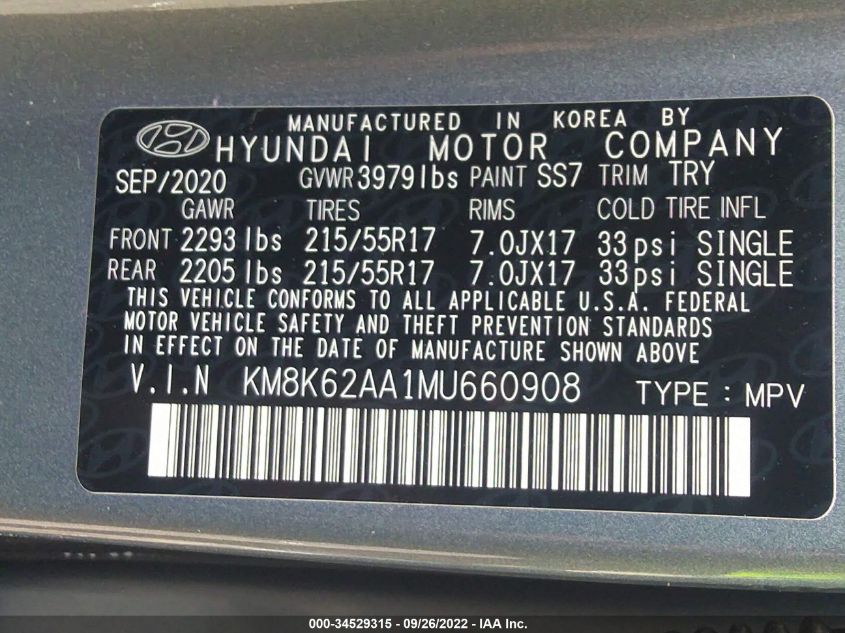 MANUFACTURED IN KOREA BY
HYUNDAI MOTOR COMPANY
SEP/2020 GVWR 3979lbs PAINT SS7 TRIM TRY
GAWR TIRES RIMS COLD TIRE INFL
FRONT 2293 lbs 215/55R17 7.0JX17 33psi SINGLE
REAR 2205 lbs 215/55R17 7.0JX17 33psi SINGLE
THIS VEHICLE CONFORMS TO ALL APPLICABLE U.S.A. FEDERAL
MOTOR VEHICLE SAFETY AND THEFT PREVENTION STANDARDS
IN EFFECT ON THE DATE OF MANUFACTURE SHOWN ABOVE
V.I.N KM8K62AA1MU660908 TYPE : MPV
000-34529315 - 09/26/2022 - IAA Inc.